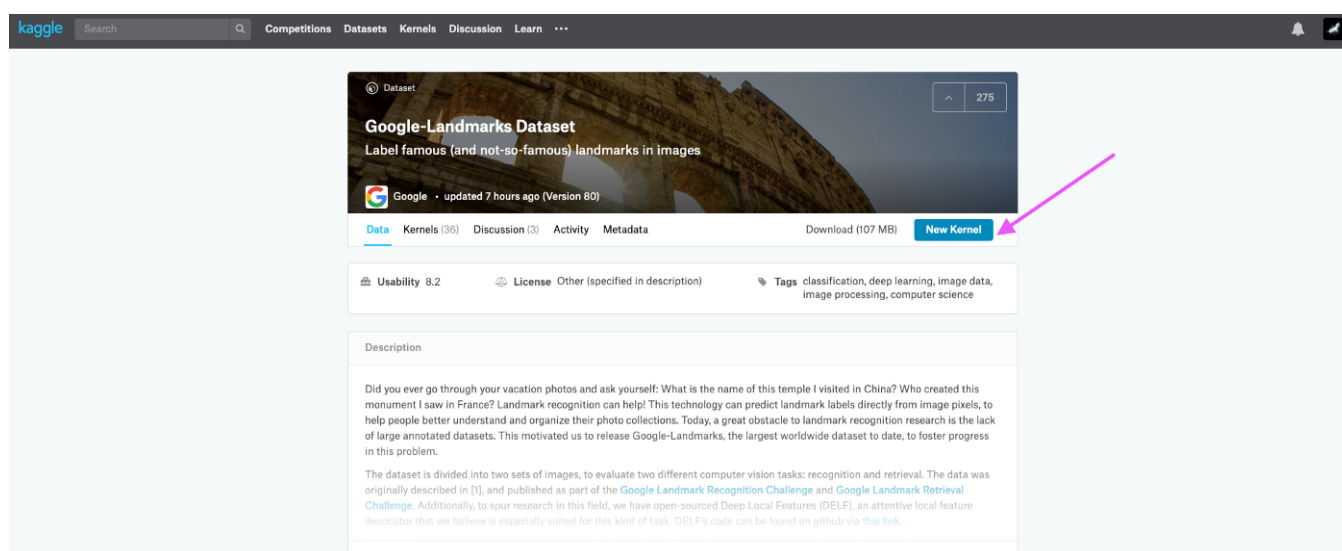 kaggle Search Competitions Datasets Kernels Discussion Learn •••
Dataset
275
Google-Landmarks Dataset
Label famous (and not-so-famous) landmarks in images
Google • updated 7 hours ago (Version 80)
Data Kernels (36) Discussion (3) Activity Metadata Download (107 MB) New Kernel
Usability 8.2 License Other (specified in description) Tags classification, deep learning, image data,
image processing, computer science
Description
Did you ever go through your vacation photos and ask yourself: What is the name of this temple I visited in China? Who created this
monument I saw in France? Landmark recognition can help! This technology can predict landmark labels directly from image pixels, to
help people better understand and organize their photo collections. Today, a great obstacle to landmark recognition research is the lack
of large annotated datasets. This motivated us to release Google-Landmarks, the largest worldwide dataset to date, to foster progress
in this problem.
The dataset is divided into two sets of images, to evaluate two different computer vision tasks: recognition and retrieval. The data was
originally described in [1], and published as part of the Google Landmark Recognition Challenge and Google Landmark Retrieval
Challenge. Additionally, to spur research in this field, we have open-sourced Deep Local Features (DELF), an attentive local feature
descriptor that we believe is especially suited for this kind of task. DELF's code can be found on github via this link.